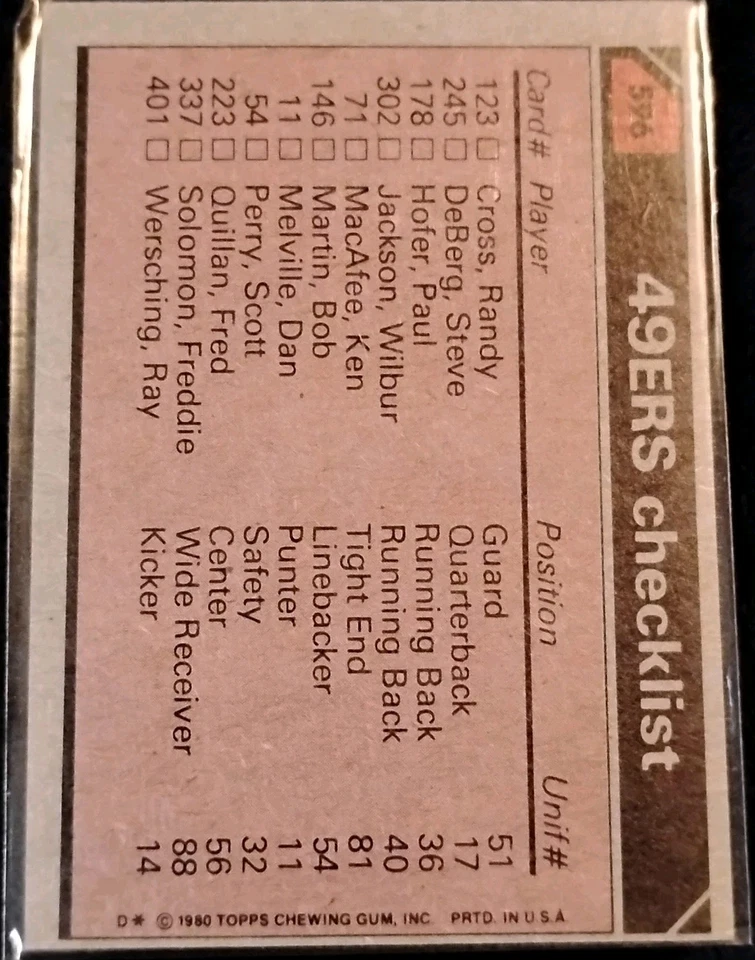 596
49ERS checklist
Card# Player Position Unif#
123 Cross, Randy Guard 51
245 DeBerg, Steve Quarterback 17
178 Hofer, Paul Running Back 36
302 Jackson, Wilbur Running Back 40
71 MacAfee, Ken Tight End 81
146 Martin, Bob Linebacker 54
11 Melville, Dan Punter 11
54 Perry, Scott Safety 32
223 Quillan, Fred Center 56
337 Solomon, Freddie Wide Receiver 88
401 Wersching, Ray Kicker 14
D* © 1980 TOPPS CHEWING GUM, INC. PRTD. IN U.S.A.